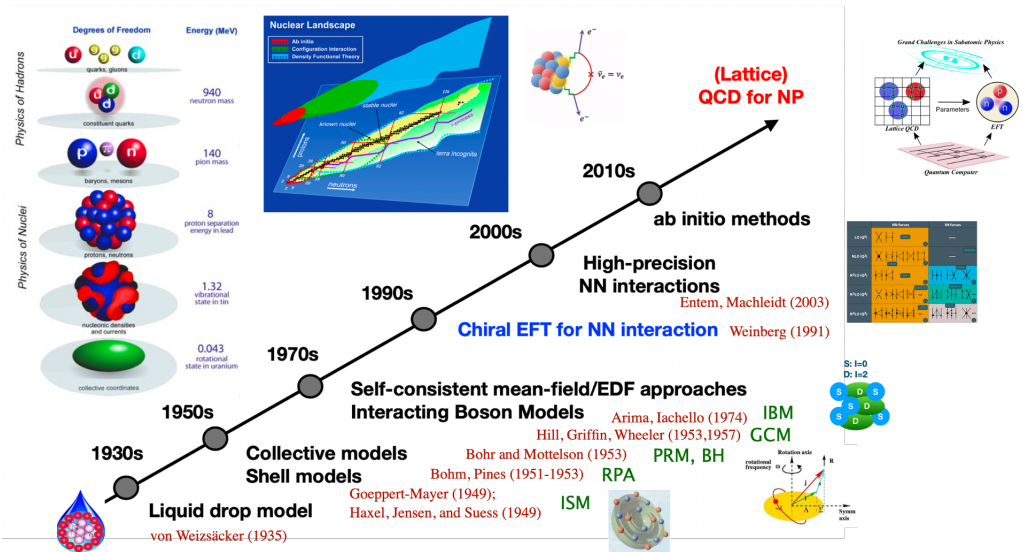 Degrees of Freedom
Energy (MeV)
Physics of Hadrons
u g g g d
quarks, gluons
u d d
constituent quarks
940
neutron mass
p π n
baryons, mesons
140
pion mass
Physics of Nuclei
protons, neutrons
8
proton separation
energy in lead
nucleonic densities
and currents
1.32
vibrational
state in tin
collective coordinates
0.043
rotational
state in uranium
Nuclear Landscape
Ab initio
Configuration Interaction
Density Functional Theory
stable nuclei
known nuclei
r-process
terra incognita
protons
neutrons
e⁻
ν̄e = νe
e⁻
(Lattice)
QCD for NP
Grand Challenges in Subatomic Physics
Lattice QCD
Parameters
p
n n
EFT
Quantum Computer
2010s
ab initio methods
2000s
High-precision
NN interactions
Entem, Machleidt (2003)
1990s
Chiral EFT for NN interaction
Weinberg (1991)
1970s
Self-consistent mean-field/EDF approaches
Interacting Boson Models
Arima, Iachello (1974)
IBM
Hill, Griffin, Wheeler (1953,1957)
GCM
S: l=0
D: l=2
S D S
S D
S D S
1950s
Collective models
Shell models
Bohr and Mottelson (1953)
PRM, BH
Bohm, Pines (1951-1953)
RPA
Goeppert-Mayer (1949);
Haxel, Jensen, and Suess (1949)
ISM
1930s
Liquid drop model
von Weizsäcker (1935)
rotational
frequency
ω
Rotation axis
R
Symm
axis